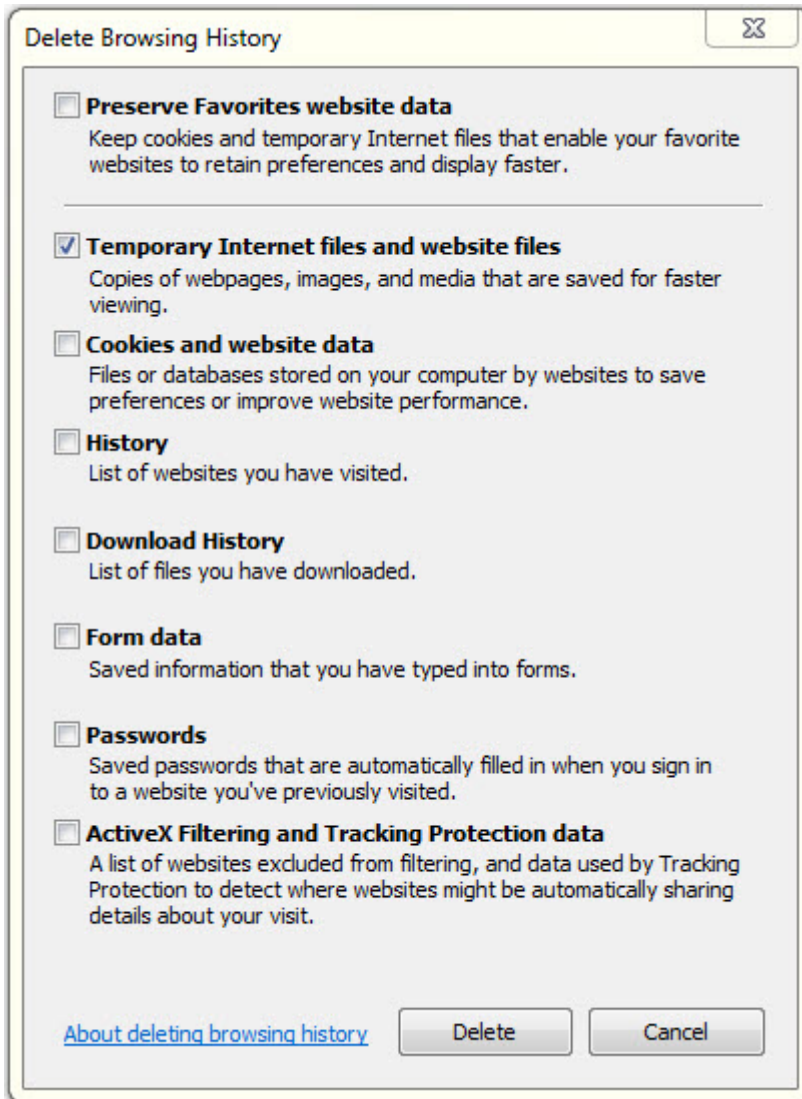 Delete Browsing History
Preserve Favorites website data
Keep cookies and temporary Internet files that enable your favorite
websites to retain preferences and display faster.
Temporary Internet files and website files
Copies of webpages, images, and media that are saved for faster
viewing.
Cookies and website data
Files or databases stored on your computer by websites to save
preferences or improve website performance.
History
List of websites you have visited.
Download History
List of files you have downloaded.
Form data
Saved information that you have typed into forms.
Passwords
Saved passwords that are automatically filled in when you sign in
to a website you've previously visited.
ActiveX Filtering and Tracking Protection data
A list of websites excluded from filtering, and data used by Tracking
Protection to detect where websites might be automatically sharing
details about your visit.
About deleting browsing history Delete Cancel